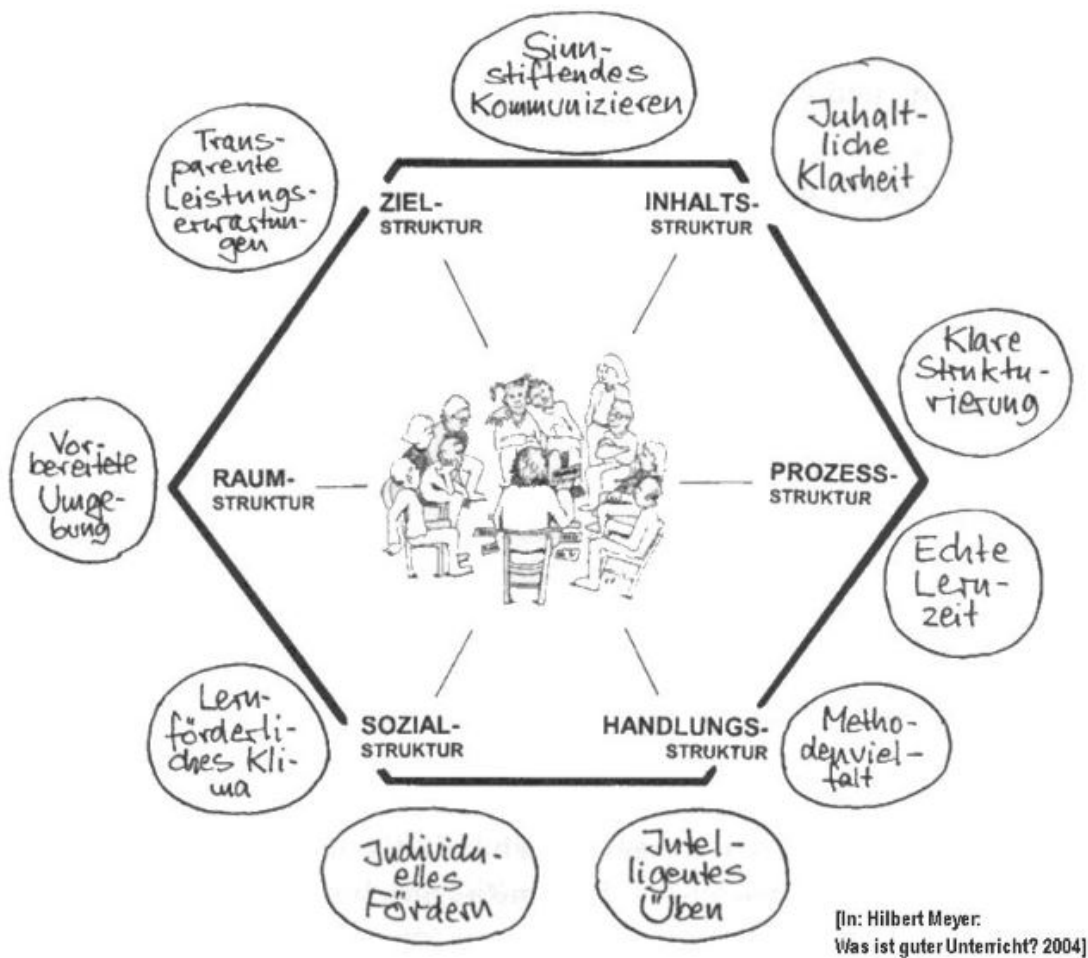 Sinn-
stiftendes
Kommunizieren
Inhalt-
liche
Klarheit
Trans-
parente
Leistungs-
erwartun-
gen
ZIEL-
STRUKTUR
INHALTS-
STRUKTUR
Klare
Struktu-
rierung
Vor-
bereitete
Umge-
bung
RAUM-
STRUKTUR
PROZESS-
STRUKTUR
Echte
Lern-
zeit
Lern-
förderli-
ches Kli-
ma
SOZIAL-
STRUKTUR
HANDLUNGS-
STRUKTUR
Metho-
denviel-
falt
Individu-
elles
Fördern
Intel-
ligentes
Üben
[In: Hilbert Meyer:
Was ist guter Unterricht? 2004]